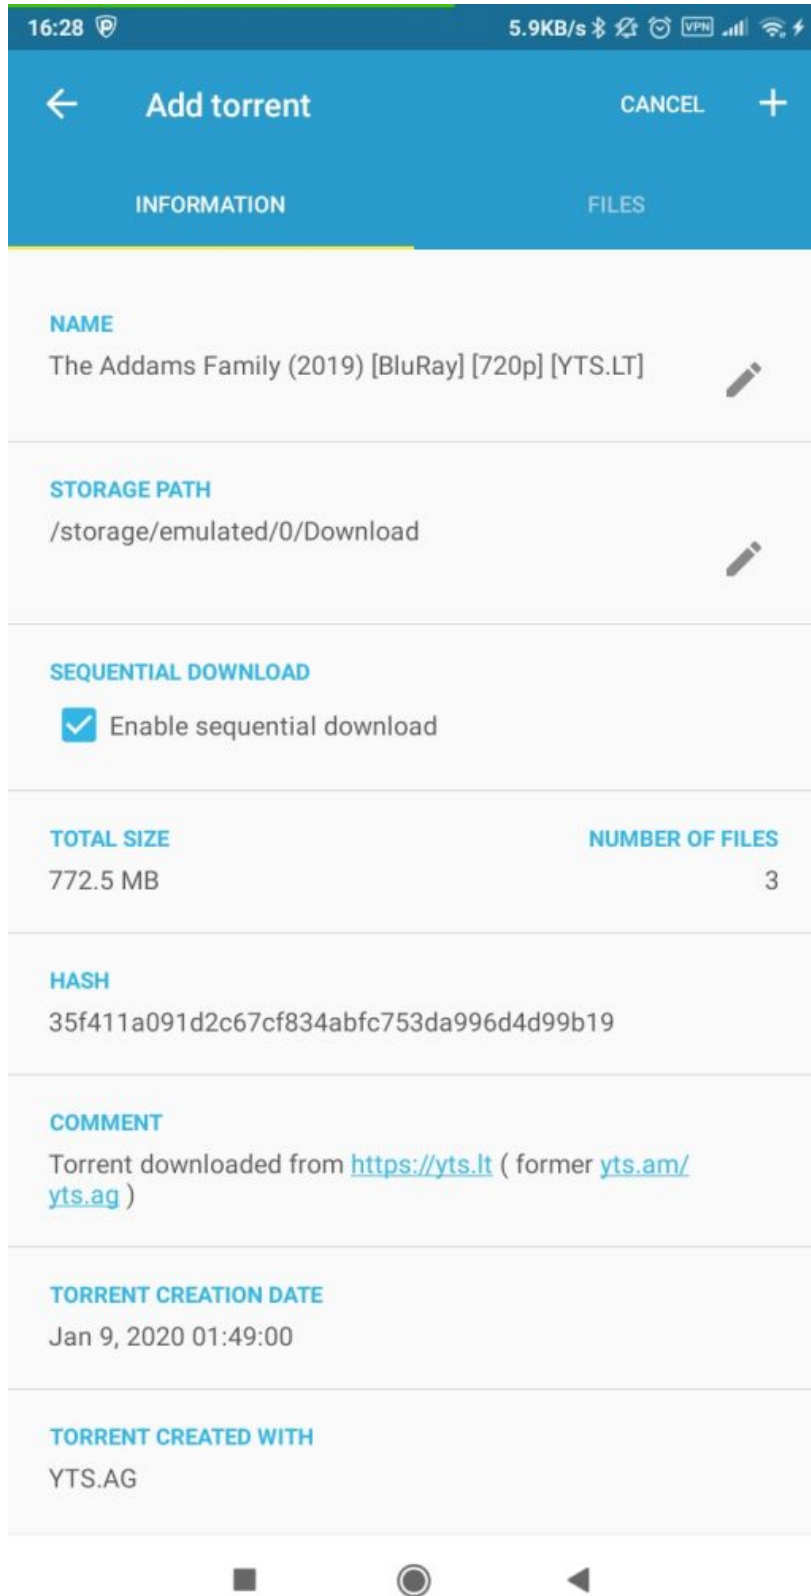 16:28 5.9KB/s VPN
Add torrent CANCEL +
INFORMATION FILES
NAME
The Addams Family (2019) [BluRay] [720p] [YTS.LT]
STORAGE PATH
/storage/emulated/0/Download
SEQUENTIAL DOWNLOAD
Enable sequential download
TOTAL SIZE NUMBER OF FILES
772.5 MB 3
HASH
35f411a091d2c67cf834abfc753da996d4d99b19
COMMENT
Torrent downloaded from https://yts.lt ( former yts.am/
yts.ag )
TORRENT CREATION DATE
Jan 9, 2020 01:49:00
TORRENT CREATED WITH
YTS.AG